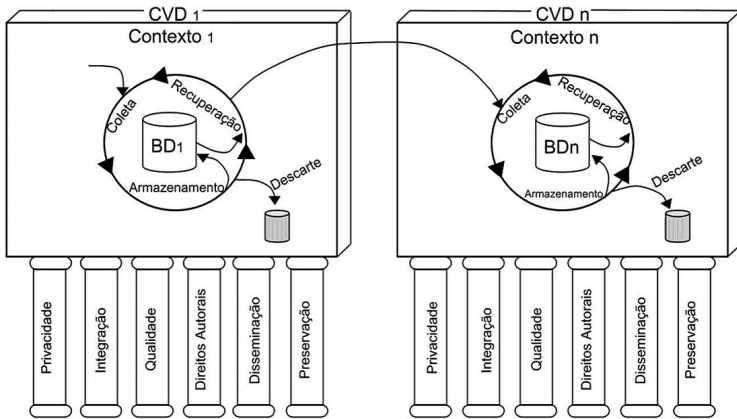 CVD 1
Contexto 1
Coleta
Recuperação
BD1
Armazenamento
Descarte
Privacidade
Integração
Qualidade
Direitos Autorais
Disseminação
Preservação
CVD n
Contexto n
Coleta
Recuperação
BDn
Armazenamento
Descarte
Privacidade
Integração
Qualidade
Direitos Autorais
Disseminação
Preservação